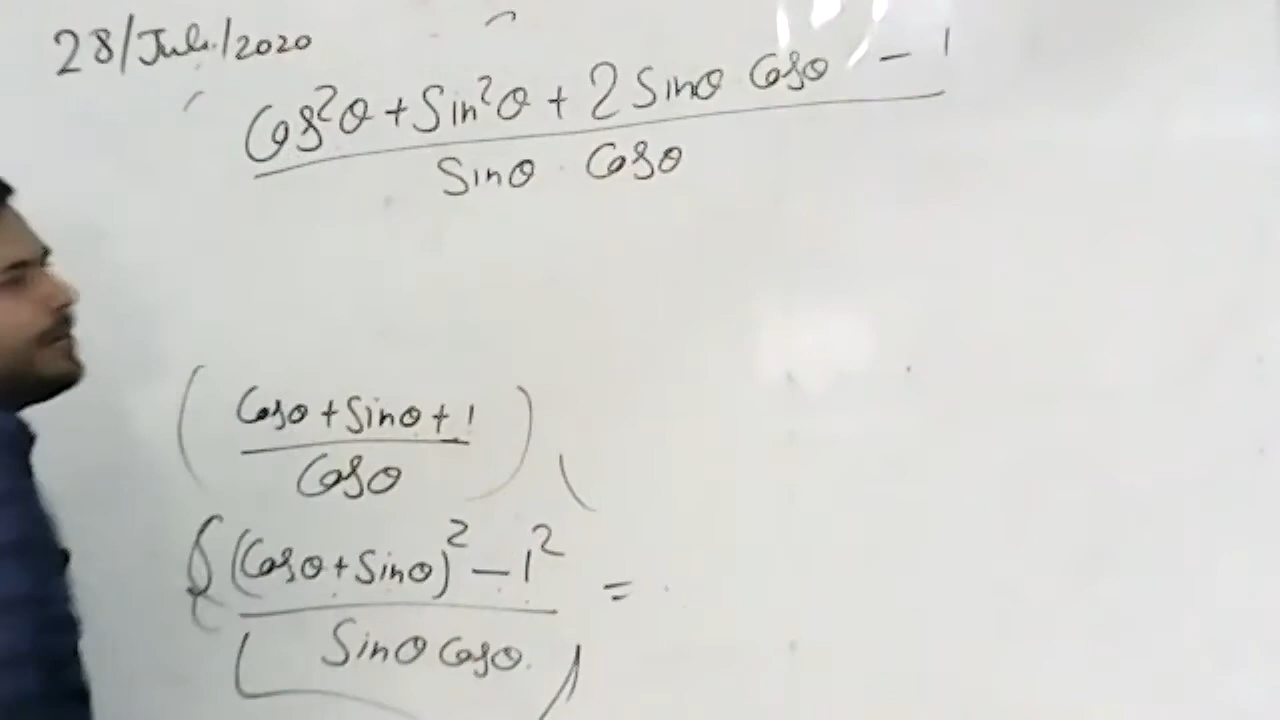 28/Jul./2020
Cos²θ + Sin²θ + 2 Sinθ Cosθ - 1
Sinθ . Cosθ
( Cosθ + Sinθ + 1 ) \
Cosθ
(Cosθ + Sinθ)² - 1² =
Sinθ Cosθ.